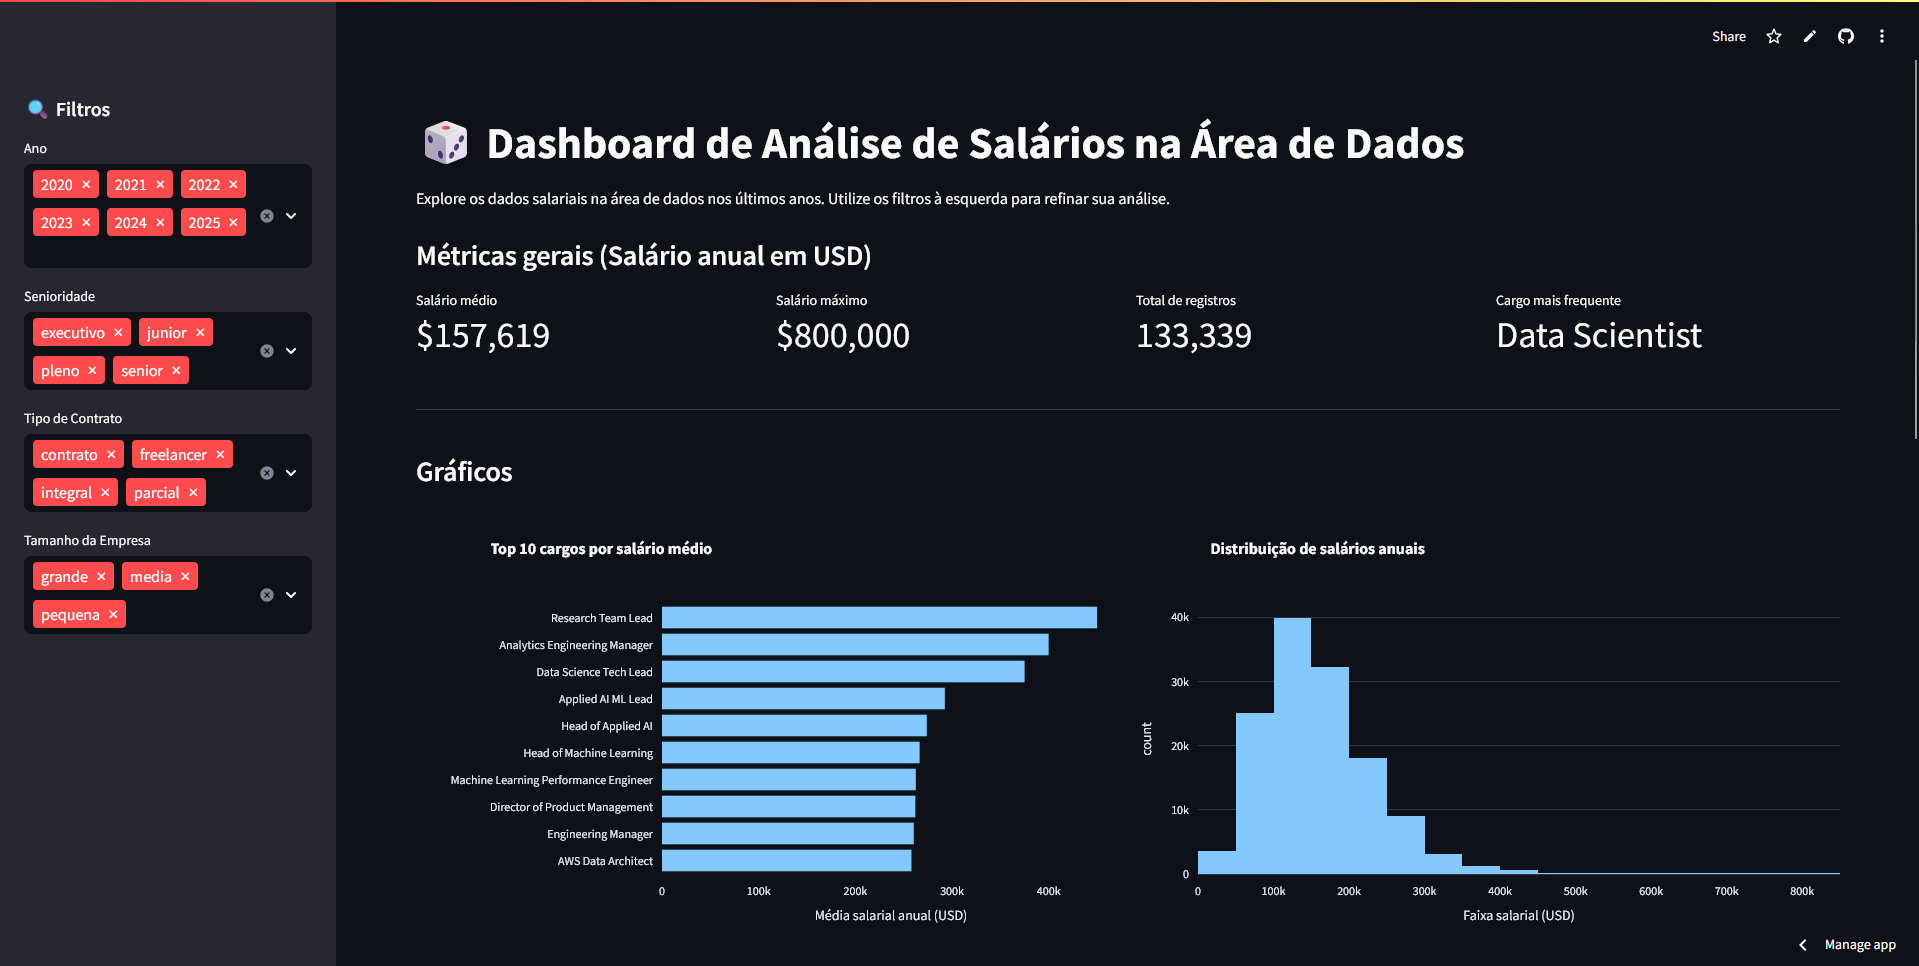 Share
Filtros
Ano
2020 × 2021 × 2022 ×
2023 × 2024 × 2025 ×
Senioridade
executivo × junior ×
pleno × senior ×
Tipo de Contrato
contrato × freelancer ×
integral × parcial ×
Tamanho da Empresa
grande × media ×
pequena ×
Dashboard de Análise de Salários na Área de Dados
Explore os dados salariais na área de dados nos últimos anos. Utilize os filtros à esquerda para refinar sua análise.
Métricas gerais (Salário anual em USD)
Salário médio
$157,619
Salário máximo
$800,000
Total de registros
133,339
Cargo mais frequente
Data Scientist
Gráficos
Top 10 cargos por salário médio
Research Team Lead
Analytics Engineering Manager
Data Science Tech Lead
Applied AI ML Lead
Head of Applied AI
Head of Machine Learning
Machine Learning Performance Engineer
Director of Product Management
Engineering Manager
AWS Data Architect
0 100k 200k 300k 400k
Média salarial anual (USD)
Distribuição de salários anuais
40k
30k
20k
10k
0
count
0 100k 200k 300k 400k 500k 600k 700k 800k
Faixa salarial (USD)
Manage app